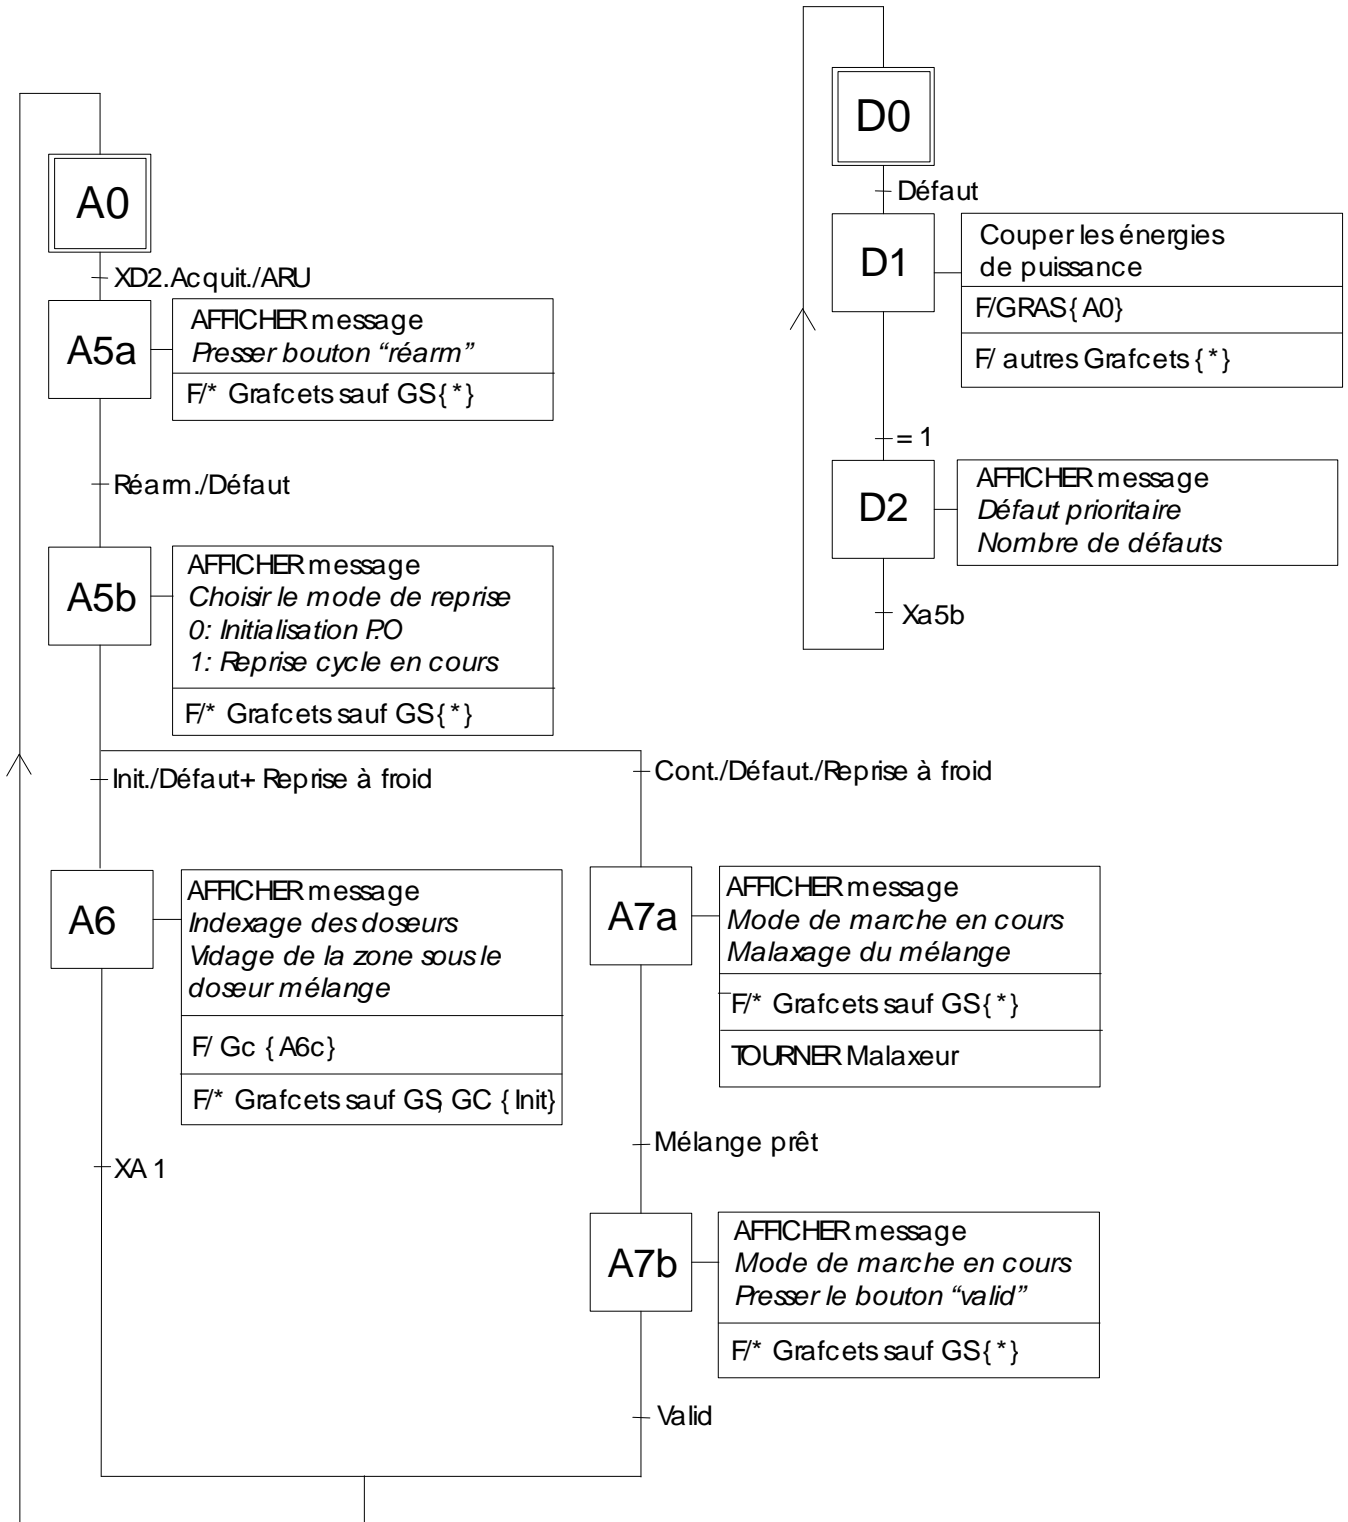 A0
XD2.Acquit./ARU
A5a
AFFICHER message
Presser bouton “réarm”
F/* Grafcets sauf GS{*}
Réarm./Défaut
A5b
AFFICHER message
Choisir le mode de reprise
0: Initialisation P.O
1: Reprise cycle en cours
F/* Grafcets sauf GS{*}
Init./Défaut+ Reprise à froid
Cont./Défaut./Reprise à froid
A6
AFFICHER message
Indexage des doseurs
Vidage de la zone sous le
doseur mélange
F/ Gc {A6c}
F/* Grafcets sauf GS, GC {Init}
XA1
A7a
AFFICHER message
Mode de marche en cours
Malaxage du mélange
F/* Grafcets sauf GS{*}
TOURNER Malaxeur
Mélange prêt
A7b
AFFICHER message
Mode de marche en cours
Presser le bouton “valid”
F/* Grafcets sauf GS{*}
Valid
D0
Défaut
D1
Couper les énergies
de puissance
F/GRAS{A0}
F/ autres Grafcets {*}
= 1
D2
AFFICHER message
Défaut prioritaire
Nombre de défauts
Xa5b